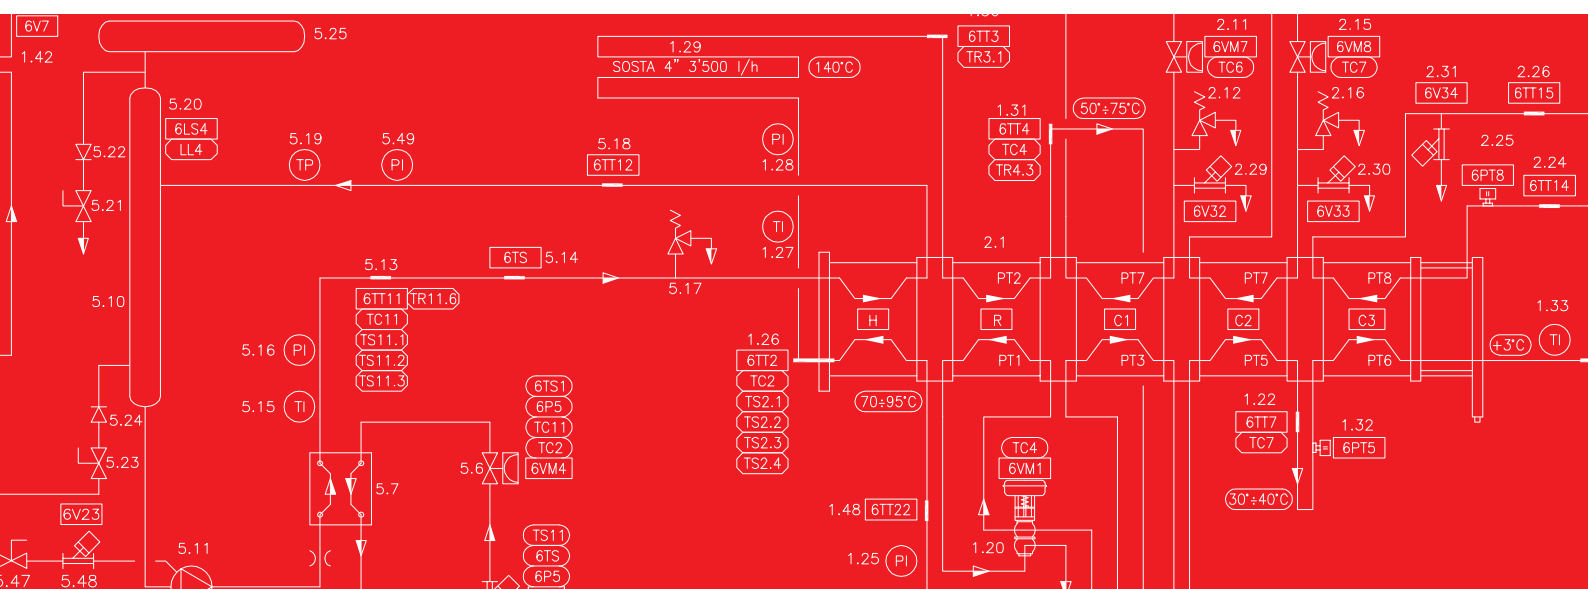 6V7
1.42
5.25
1.29
SOSTA 4" 3'500 l/h
140°C
6TT3
TR3.1
2.11
6VM7
TC6
2.15
6VM8
TC7
2.31
6V34
2.26
6TT15
5.20
6LS4
LL4
5.22
5.21
5.19
TP
5.49
PI
5.18
6TT12
PI
1.28
1.31
6TT4
TC4
TR4.3
50°÷75°C
2.12
2.16
2.29
6V32
2.30
6V33
2.25
6PT8
2.24
6TT14
TI
1.27
5.10
5.13
6TS
5.14
5.17
6TT11
TR11.6
TC11
TS11.1
TS11.2
TS11.3
2.1
PT2
PT7
PT7
PT8
H
R
C1
C2
C3
PT1
PT3
PT5
PT6
1.33
TI
+3°C
5.16
PI
5.15
TI
1.26
6TT2
TC2
TS2.1
TS2.2
TS2.3
TS2.4
70÷95°C
6TS1
6P5
TC11
TC2
6VM4
5.6
5.7
5.24
5.23
6V23
5.47
5.48
5.11
TS11
6TS
6P5
1.48
6TT22
1.25
PI
TC4
6VM1
1.20
1.22
6TT7
TC7
1.32
6PT5
30°÷40°C